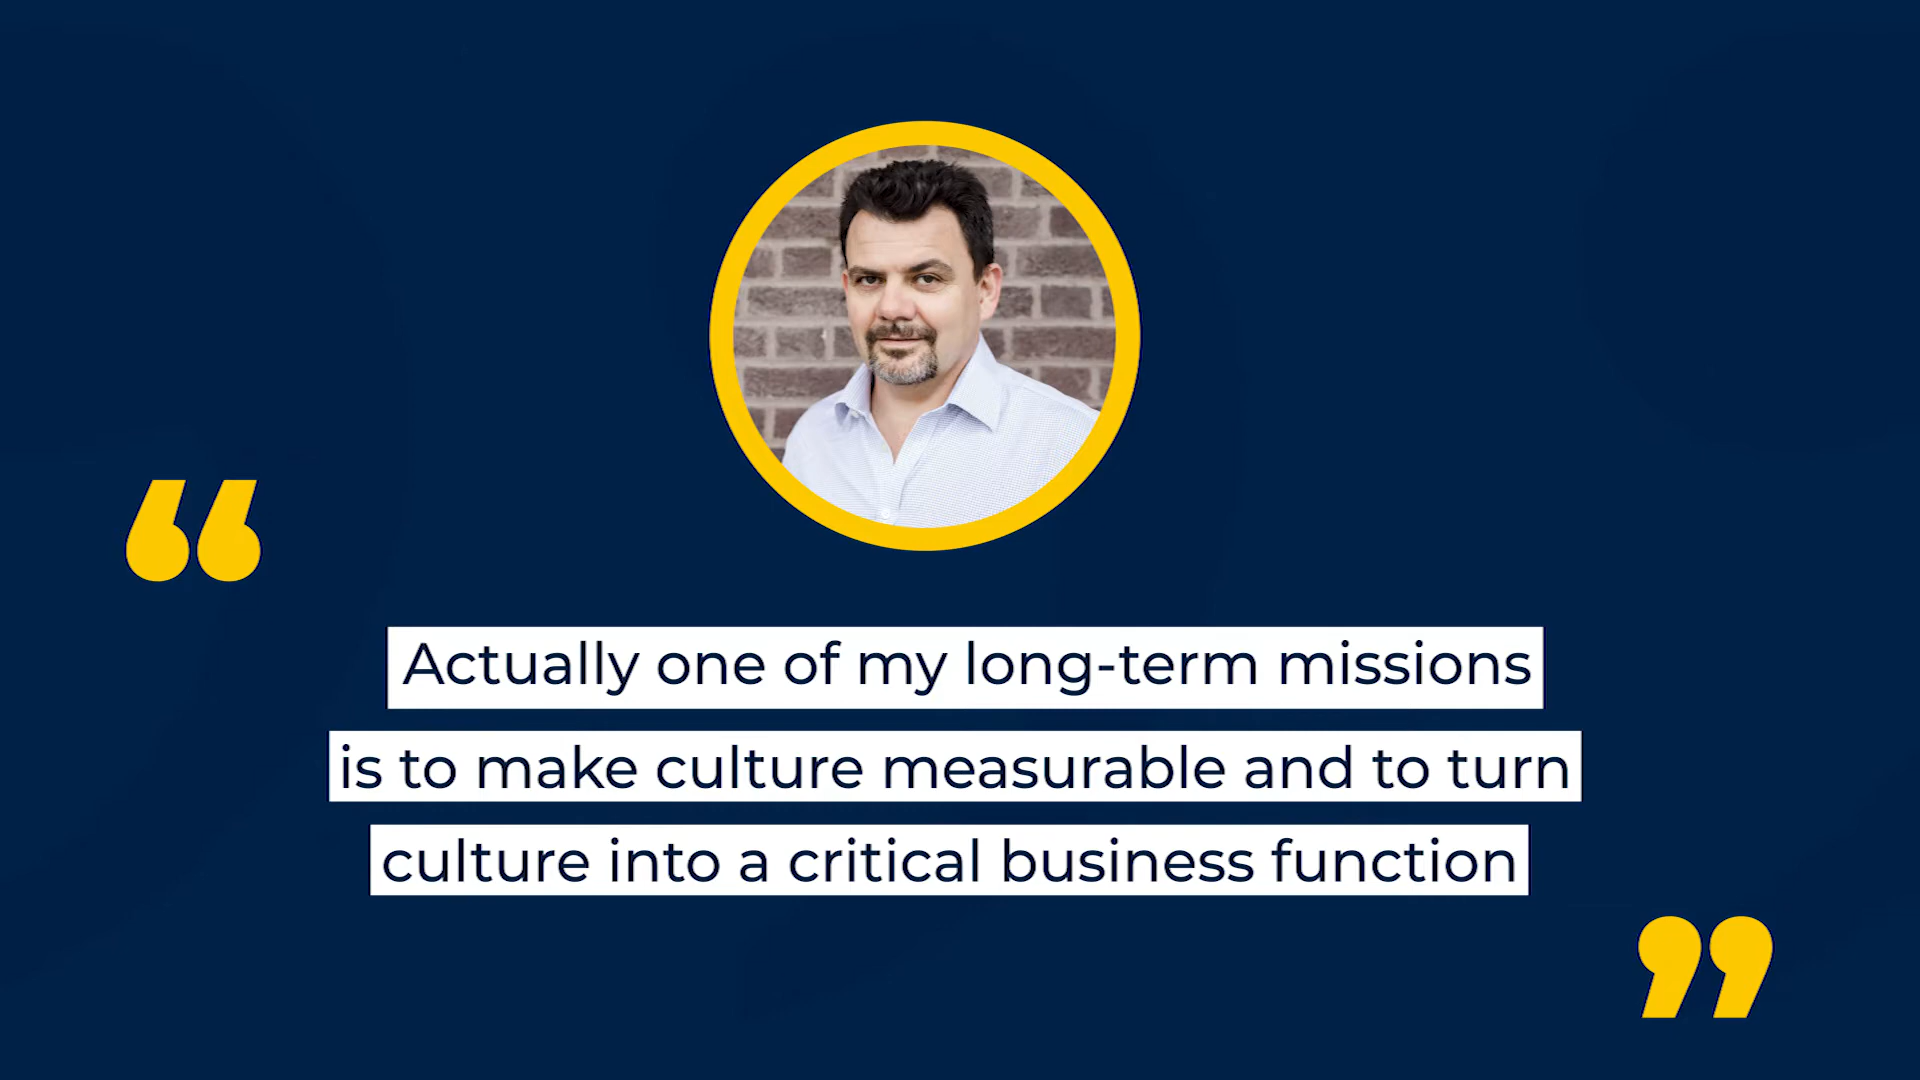 “
Actually one of my long-term missions
is to make culture measurable and to turn
culture into a critical business function
”